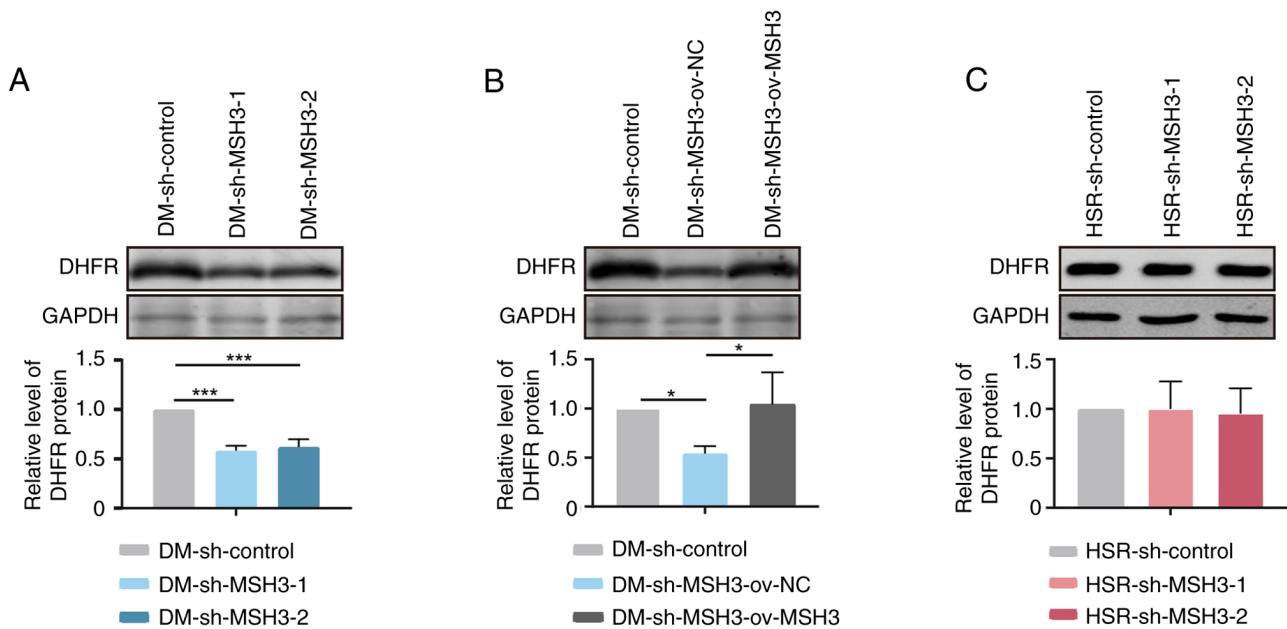 A
DM-sh-control
DM-sh-MSH3-1
DM-sh-MSH3-2
DHFR
GAPDH
Relative level of
DHFR protein
1.5
1.0
0.5
0
***
***
DM-sh-control
DM-sh-MSH3-1
DM-sh-MSH3-2
B
DM-sh-control
DM-sh-MSH3-ov-NC
DM-sh-MSH3-ov-MSH3
DHFR
GAPDH
Relative level of
DHFR protein
1.5
1.0
0.5
0
*
*
DM-sh-control
DM-sh-MSH3-ov-NC
DM-sh-MSH3-ov-MSH3
C
HSR-sh-control
HSR-sh-MSH3-1
HSR-sh-MSH3-2
DHFR
GAPDH
Relative level of
DHFR protein
1.5
1.0
0.5
0
HSR-sh-control
HSR-sh-MSH3-1
HSR-sh-MSH3-2